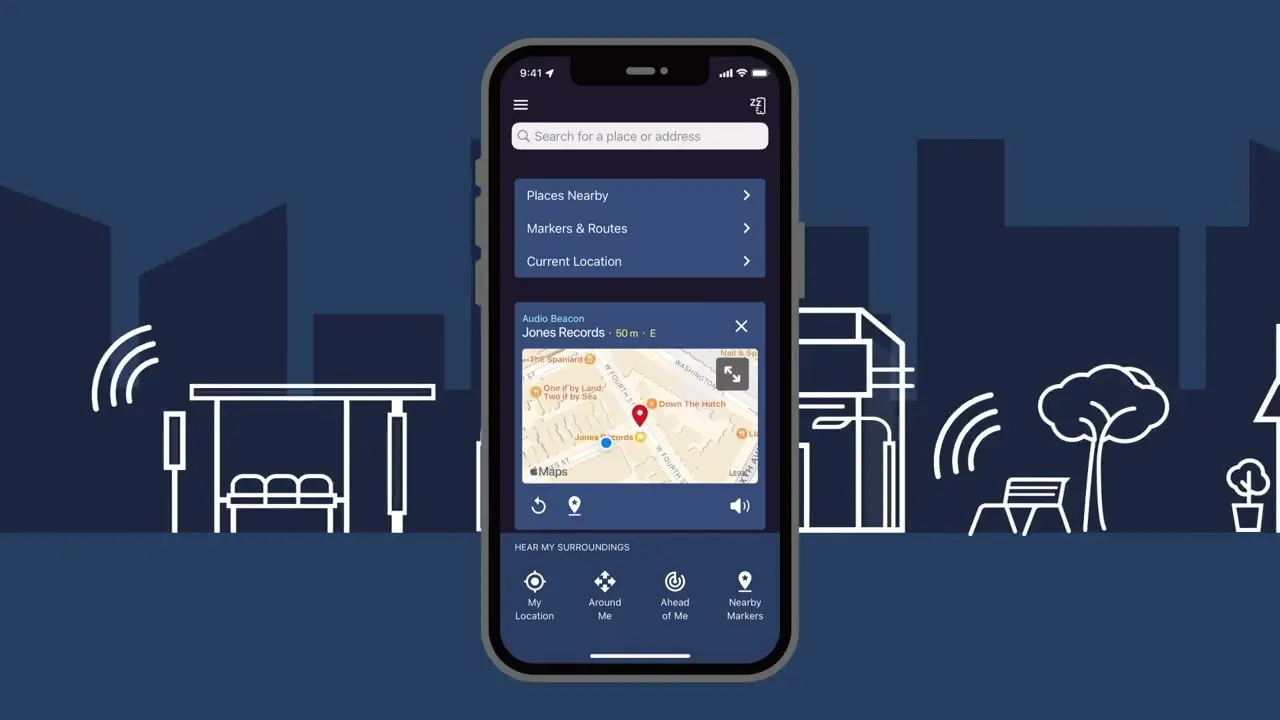 9:41
zz
z
Search for a place or address
Places Nearby
Markers & Routes
Current Location
Audio Beacon
Jones Records · 50 m · E
The Spaniard
Nail & Sp
WASHINGTON
One if by Land,
Two if by Sea
W FOURTH ST
Down The Hatch
Jones Records
W FOURTH
Maps
Legal
HEAR MY SURROUNDINGS
My
Location
Around
Me
Ahead
of Me
Nearby
Markers